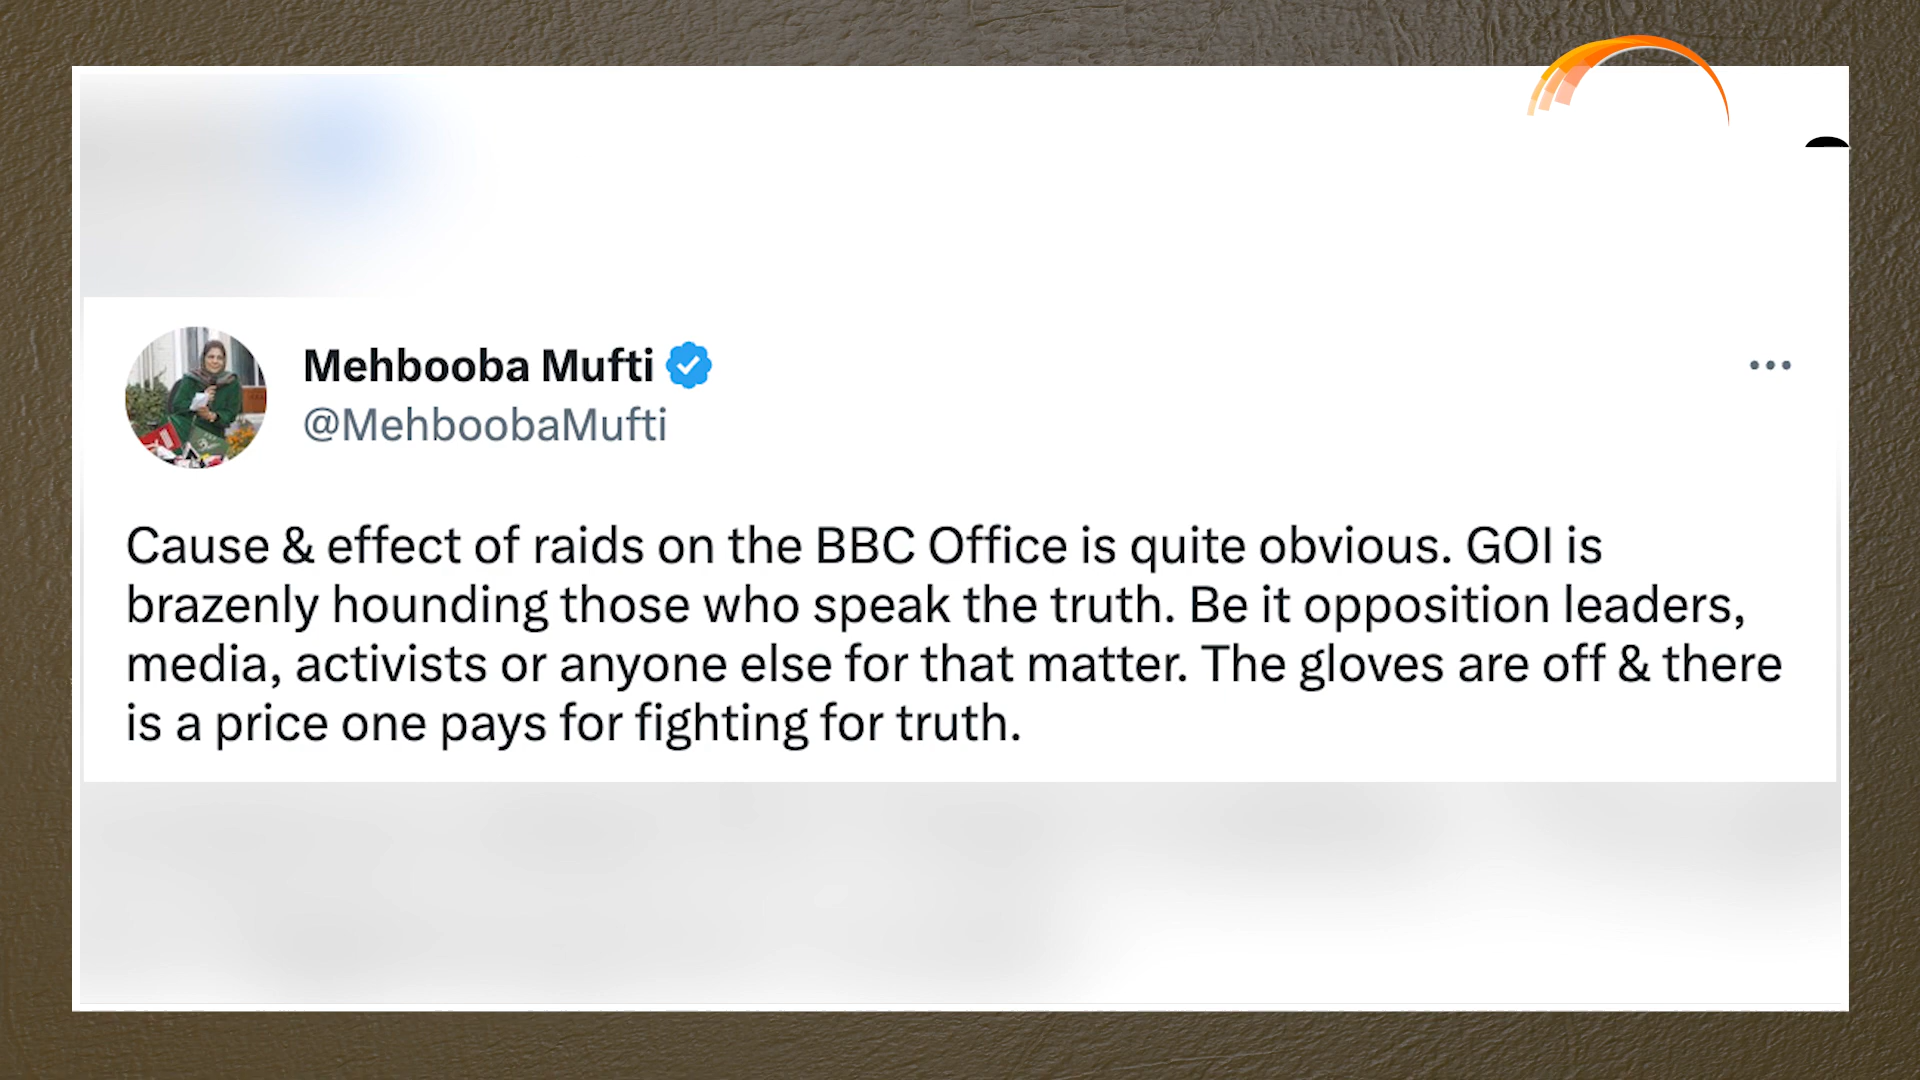 Mehbooba Mufti
@MehboobaMufti
Cause & effect of raids on the BBC Office is quite obvious. GOI is
brazenly hounding those who speak the truth. Be it opposition leaders,
media, activists or anyone else for that matter. The gloves are off & there
is a price one pays for fighting for truth.